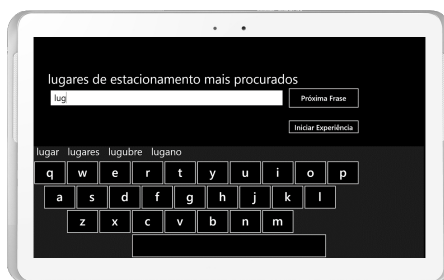 lugares de estacionamento mais procurados
lug
Próxima Frase
Iniciar Experiência
lugar lugares lugubre lugano
q w e r t y u i o p
a s d f g h j k l
z x c v b n m